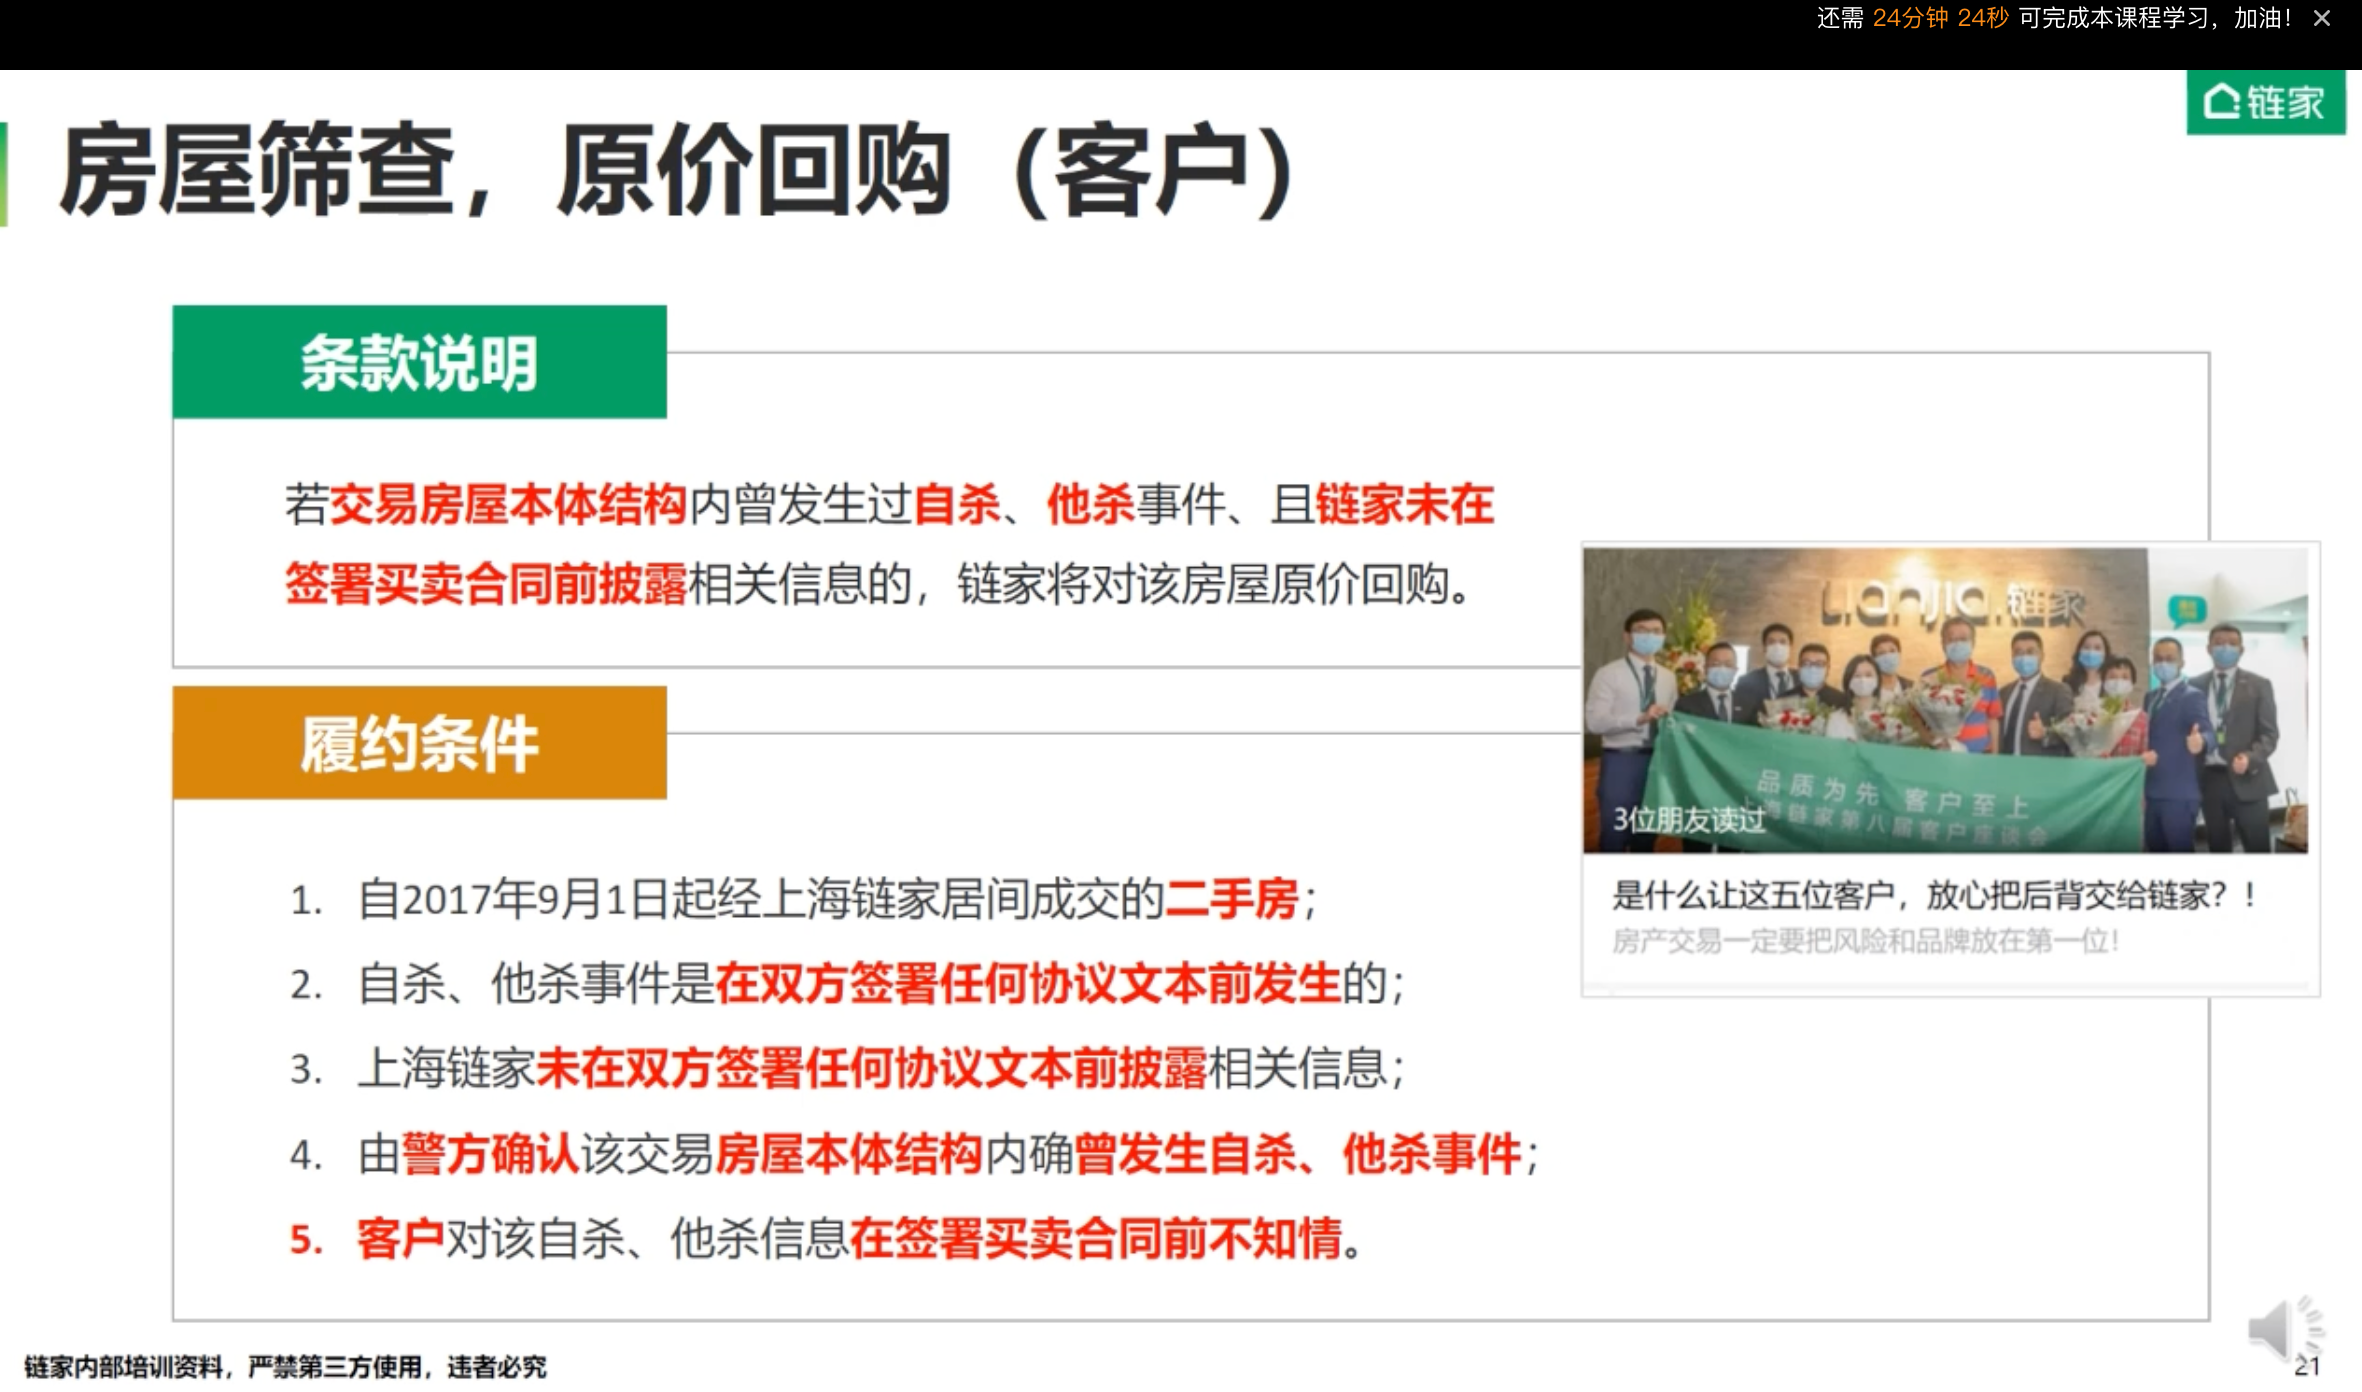 还需 24分钟 24秒 可完成本课程学习，加油！
链家
房屋筛查，原价回购（客户）
条款说明
若交易房屋本体结构内曾发生过自杀、他杀事件、且链家未在
签署买卖合同前披露相关信息的，链家将对该房屋原价回购。
LIANJIA.链家
品质为先 客户至上
上海链家第八届客户座谈会
3位朋友读过
是什么让这五位客户，放心把后背交给链家？！
房产交易一定要把风险和品牌放在第一位！
履约条件
1. 自2017年9月1日起经上海链家居间成交的二手房；
2. 自杀、他杀事件是在双方签署任何协议文本前发生的；
3. 上海链家未在双方签署任何协议文本前披露相关信息；
4. 由警方确认该交易房屋本体结构内确曾发生自杀、他杀事件；
5. 客户对该自杀、他杀信息在签署买卖合同前不知情。
链家内部培训资料，严禁第三方使用，违者必究
21